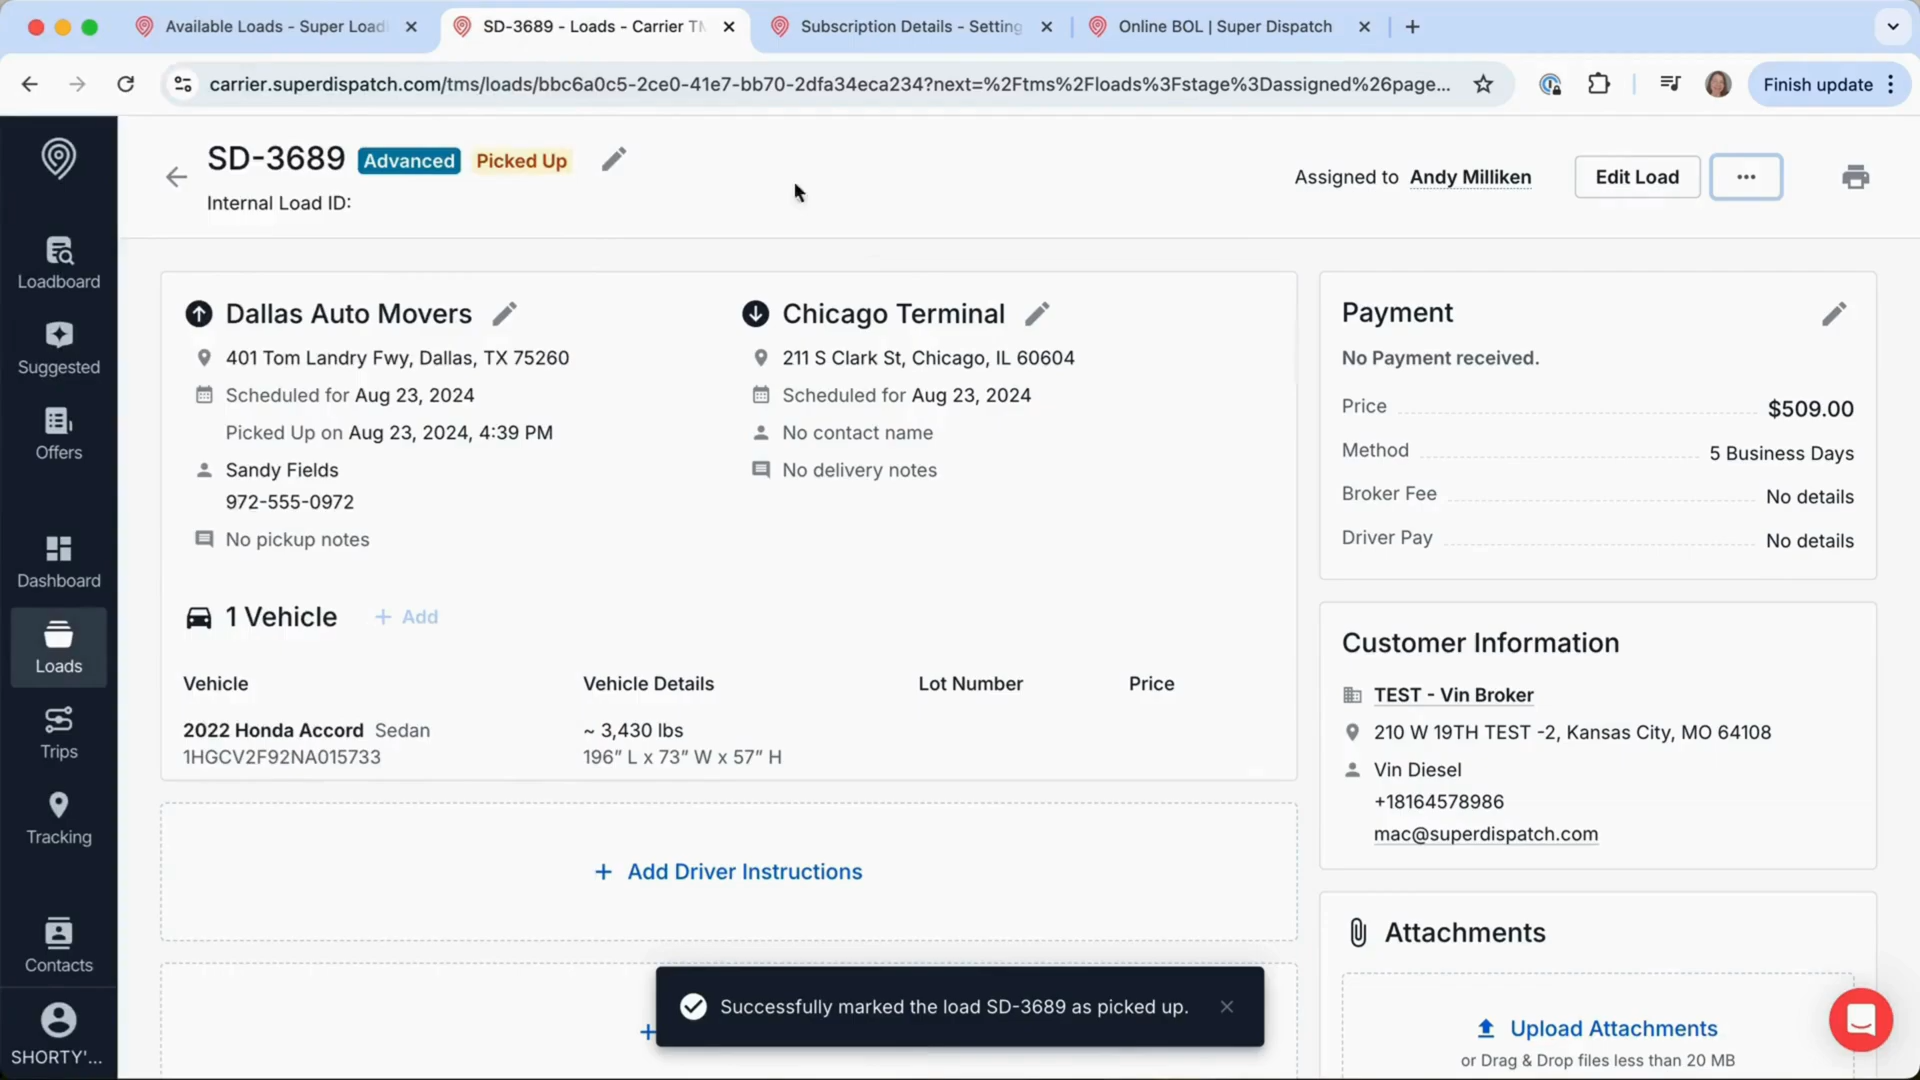 Available Loads - Super Load
SD-3689 - Loads - Carrier TM
Subscription Details - Setting
Online BOL | Super Dispatch
carrier.superdispatch.com/tms/loads/bbc6a0c5-2ce0-41e7-bb70-2dfa34eca234?next=%2Ftms%2Floads%3Fstage%3Dassigned%26page...
Finish update
SD-3689 Advanced Picked Up
Internal Load ID:
Assigned to Andy Milliken
Edit Load
Loadboard
Suggested
Offers
Dashboard
Loads
Trips
Tracking
Contacts
SHORTY'...
Dallas Auto Movers
401 Tom Landry Fwy, Dallas, TX 75260
Scheduled for Aug 23, 2024
Picked Up on Aug 23, 2024, 4:39 PM
Sandy Fields
972-555-0972
No pickup notes
Chicago Terminal
211 S Clark St, Chicago, IL 60604
Scheduled for Aug 23, 2024
No contact name
No delivery notes
1 Vehicle + Add
Vehicle Vehicle Details Lot Number Price
2022 Honda Accord Sedan ~ 3,430 lbs
1HGCV2F92NA015733 196” L x 73” W x 57” H
+ Add Driver Instructions
+
Successfully marked the load SD-3689 as picked up.
Payment
No Payment received.
Price $509.00
Method 5 Business Days
Broker Fee No details
Driver Pay No details
Customer Information
TEST - Vin Broker
210 W 19TH TEST -2, Kansas City, MO 64108
Vin Diesel
+18164578986
mac@superdispatch.com
Attachments
Upload Attachments
or Drag & Drop files less than 20 MB